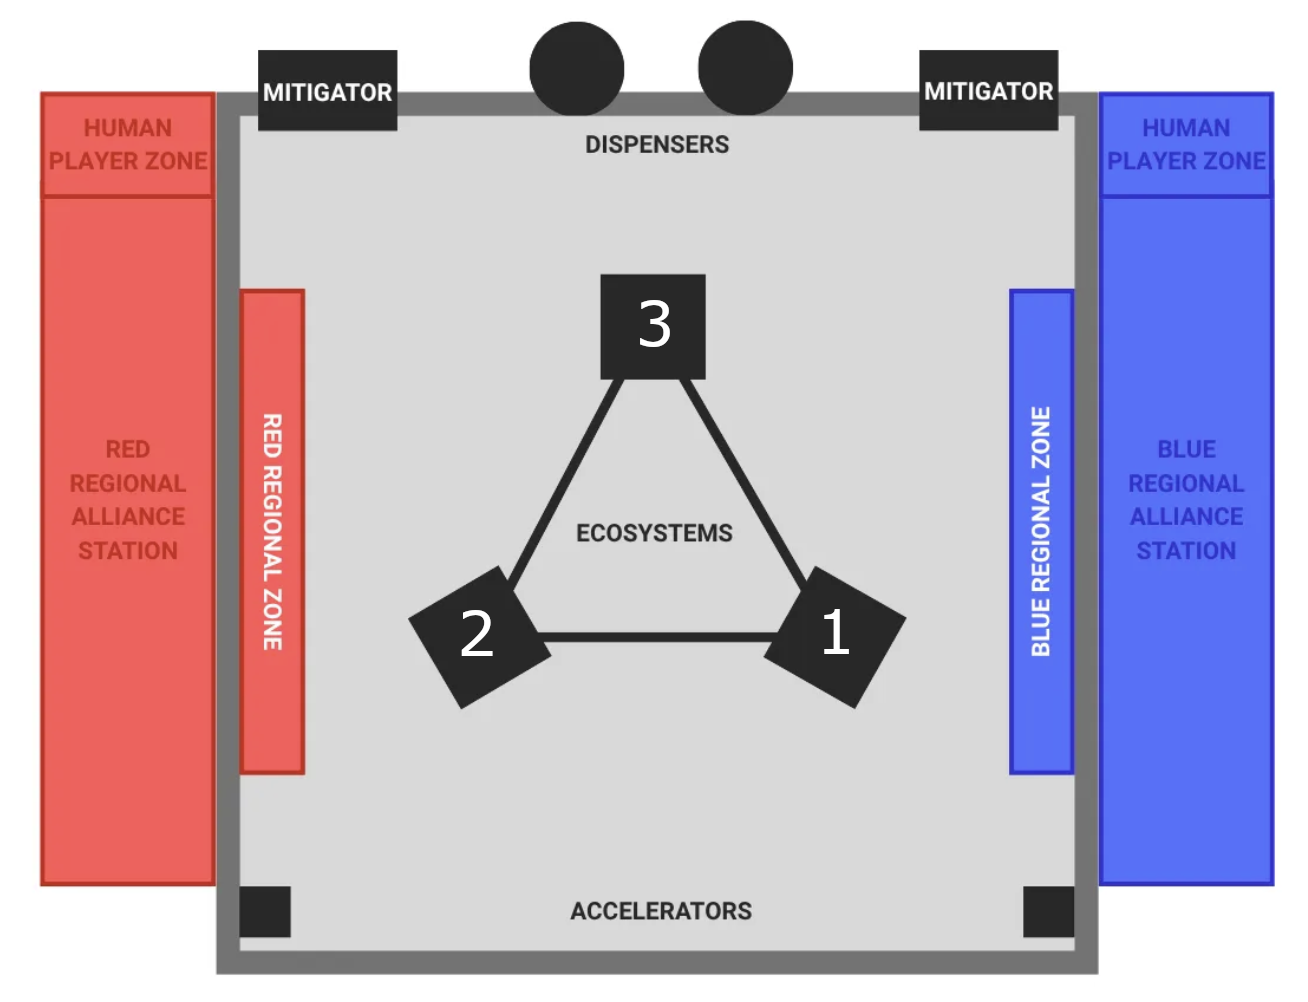 MITIGATOR
MITIGATOR
HUMAN
PLAYER ZONE
DISPENSERS
HUMAN
PLAYER ZONE
3
RED
REGIONAL
ALLIANCE
STATION
RED REGIONAL ZONE
ECOSYSTEMS
BLUE REGIONAL ZONE
BLUE
REGIONAL
ALLIANCE
STATION
2
1
ACCELERATORS